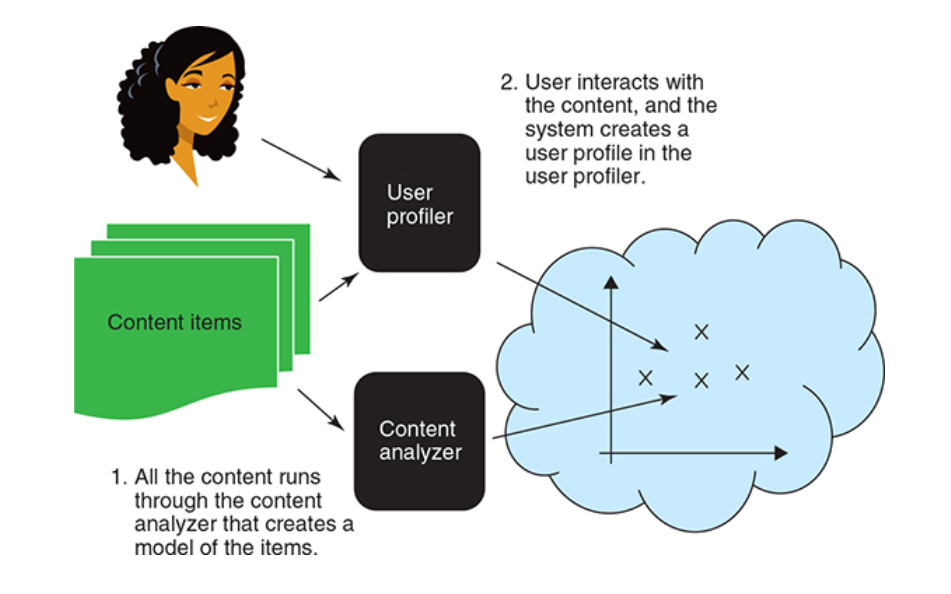 2. User interacts with
the content, and the
system creates a
user profile in the
user profiler.
User
profiler
Content items
X
X
X
X
Content
analyzer
1. All the content runs
through the content
analyzer that creates a
model of the items.